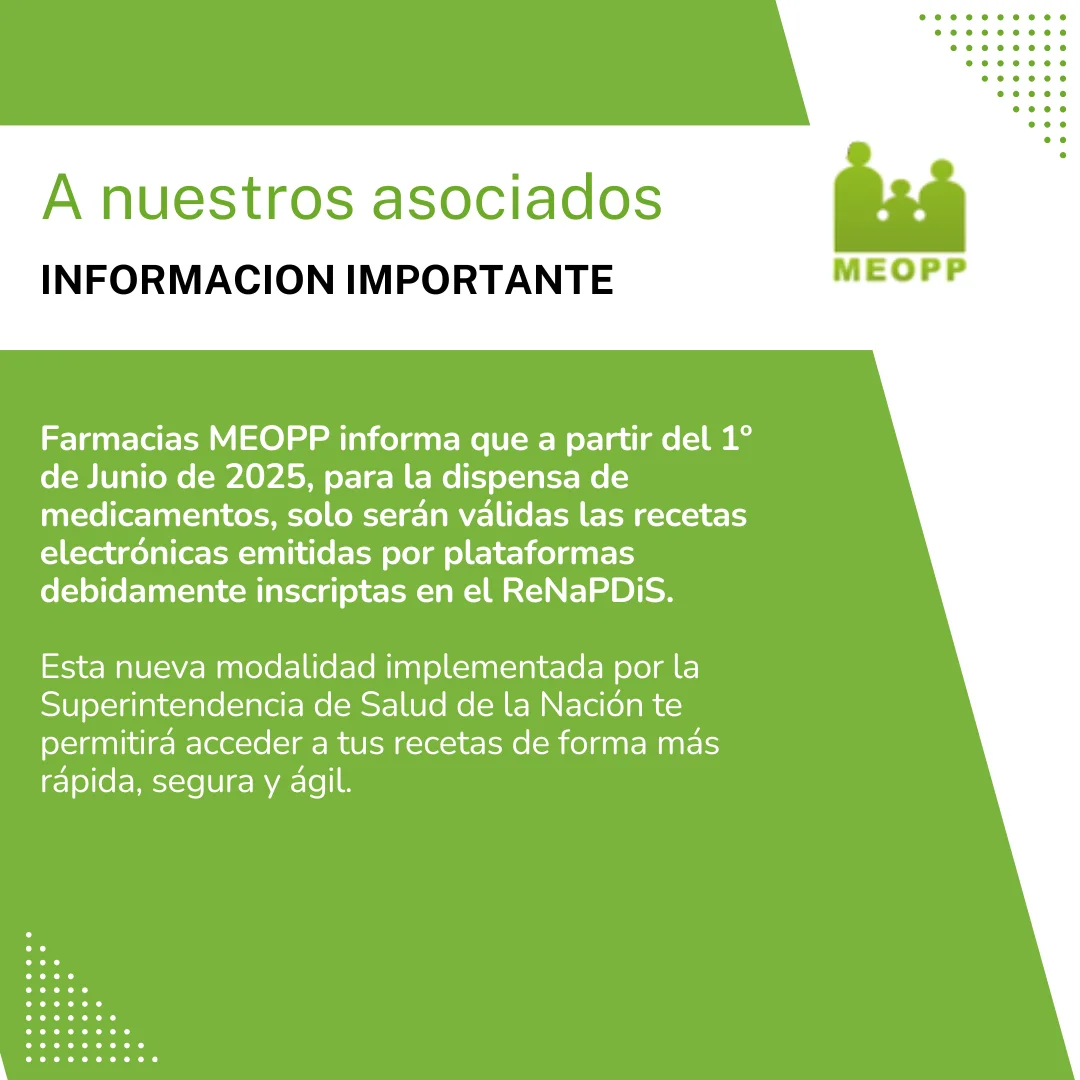 A nuestros asociados
INFORMACION IMPORTANTE
MEOPP
Farmacias MEOPP informa que a partir del 1º
de Junio de 2025, para la dispensa de
medicamentos, solo serán válidas las recetas
electrónicas emitidas por plataformas
debidamente inscriptas en el ReNaPDiS.
Esta nueva modalidad implementada por la
Superintendencia de Salud de la Nación te
permitirá acceder a tus recetas de forma más
rápida, segura y ágil.